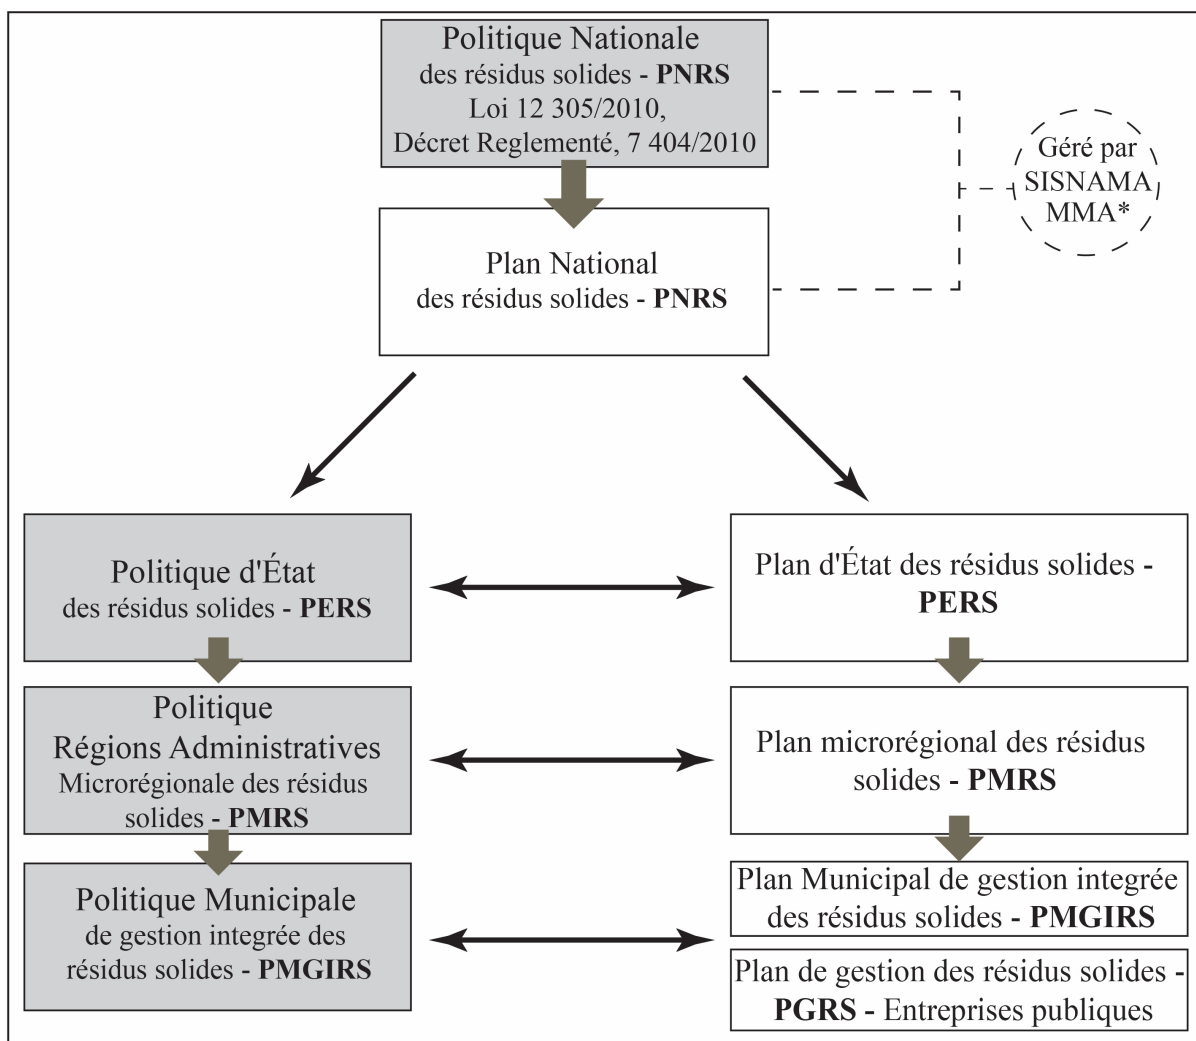 Politique Nationale
des résidus solides - PNRS
Loi 12 305/2010,
Décret Reglementé, 7 404/2010
Géré par
SISNAMA
MMA*
Plan National
des résidus solides - PNRS
Politique d'État
des résidus solides - PERS
Plan d'État des résidus solides -
PERS
Politique
Régions Administratives
Microrégionale des résidus
solides - PMRS
Plan microrégional des résidus
solides - PMRS
Politique Municipale
de gestion integrée des
résidus solides - PMGIRS
Plan Municipal de gestion integrée
des résidus solides - PMGIRS
Plan de gestion des résidus solides -
PGRS - Entreprises publiques